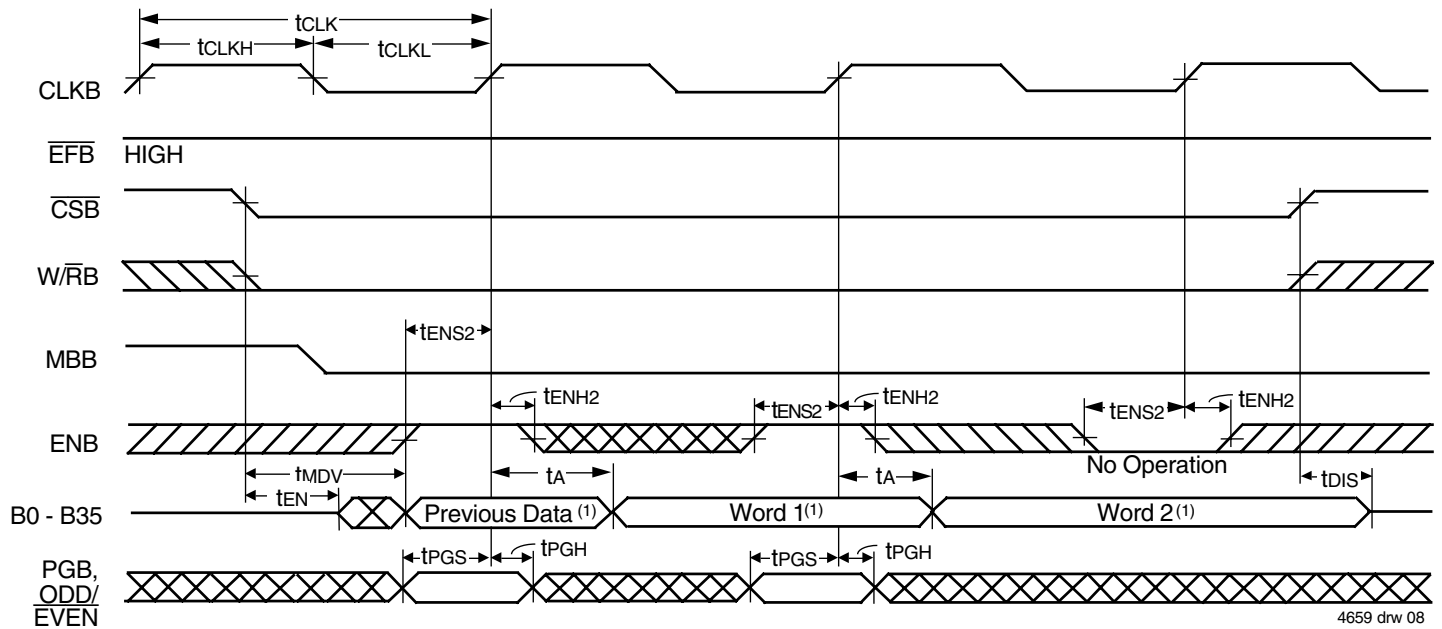 tCLK
tCLKH
tCLKL
CLKB
EFB HIGH
CSB
W/RB
tENS2
MBB
tENH2
tENS2
tENH2
tENS2
tENH2
ENB
No Operation
tMDV
tA
tA
tDIS
tEN
B0 - B35
Previous Data (1)
Word 1(1)
Word 2(1)
tPGS
tPGH
tPGS
tPGH
PGB,
ODD/
EVEN
4659 drw 08